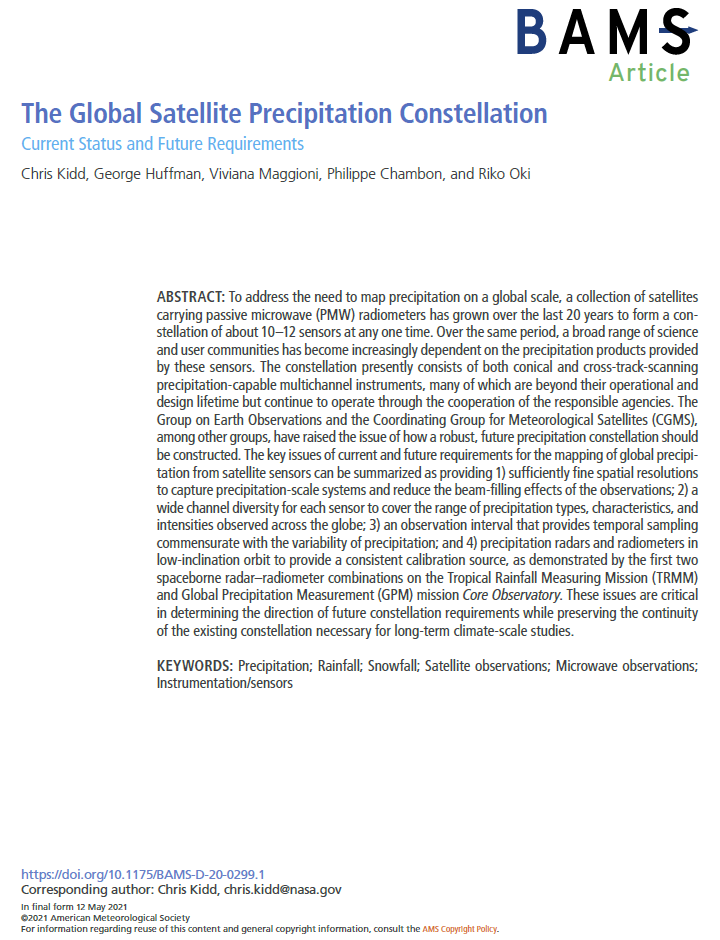 BAMS
Article
The Global Satellite Precipitation Constellation
Current Status and Future Requirements
Chris Kidd, George Huffman, Viviana Maggioni, Philippe Chambon, and Riko Oki
ABSTRACT: To address the need to map precipitation on a global scale, a collection of satellites
carrying passive microwave (PMW) radiometers has grown over the last 20 years to form a con-
stellation of about 10–12 sensors at any one time. Over the same period, a broad range of science
and user communities has become increasingly dependent on the precipitation products provided
by these sensors. The constellation presently consists of both conical and cross-track-scanning
precipitation-capable multichannel instruments, many of which are beyond their operational and
design lifetime but continue to operate through the cooperation of the responsible agencies. The
Group on Earth Observations and the Coordinating Group for Meteorological Satellites (CGMS),
among other groups, have raised the issue of how a robust, future precipitation constellation should
be constructed. The key issues of current and future requirements for the mapping of global precipi-
tation from satellite sensors can be summarized as providing 1) sufficiently fine spatial resolutions
to capture precipitation-scale systems and reduce the beam-filling effects of the observations; 2) a
wide channel diversity for each sensor to cover the range of precipitation types, characteristics, and
intensities observed across the globe; 3) an observation interval that provides temporal sampling
commensurate with the variability of precipitation; and 4) precipitation radars and radiometers in
low-inclination orbit to provide a consistent calibration source, as demonstrated by the first two
spaceborne radar–radiometer combinations on the Tropical Rainfall Measuring Mission (TRMM)
and Global Precipitation Measurement (GPM) mission Core Observatory. These issues are critical
in determining the direction of future constellation requirements while preserving the continuity
of the existing constellation necessary for long-term climate-scale studies.
KEYWORDS: Precipitation; Rainfall; Snowfall; Satellite observations; Microwave observations;
Instrumentation/sensors
https://doi.org/10.1175/BAMS-D-20-0299.1
Corresponding author: Chris Kidd, chris.kidd@nasa.gov
In final form 12 May 2021
©2021 American Meteorological Society
For information regarding reuse of this content and general copyright information, consult the AMS Copyright Policy.